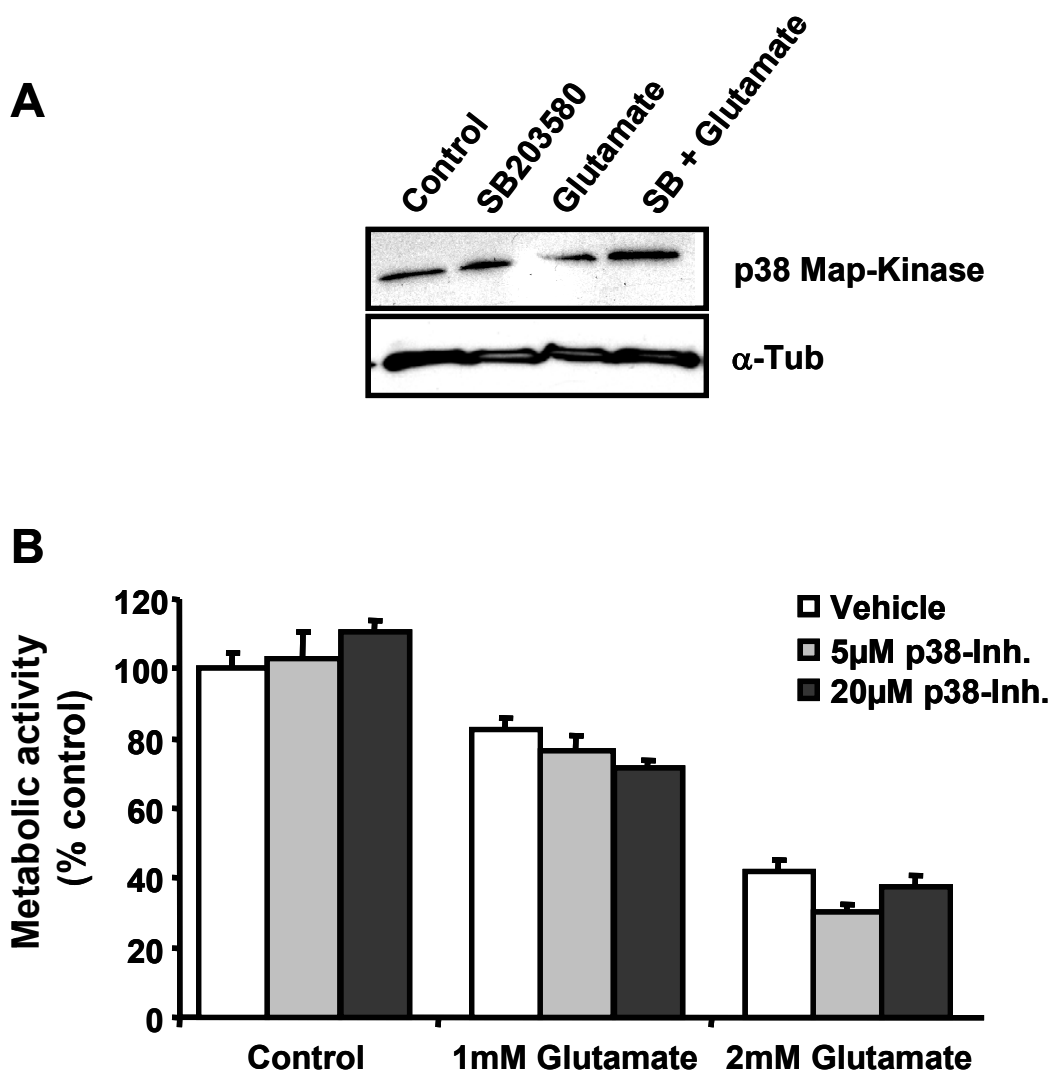 A
Control
SB203580
Glutamate
SB + Glutamate
p38 Map-Kinase
α-Tub
B
Metabolic activity
(% control)
120
100
80
60
40
20
0
Vehicle
5µM p38-Inh.
20µM p38-Inh.
Control
1mM Glutamate
2mM Glutamate